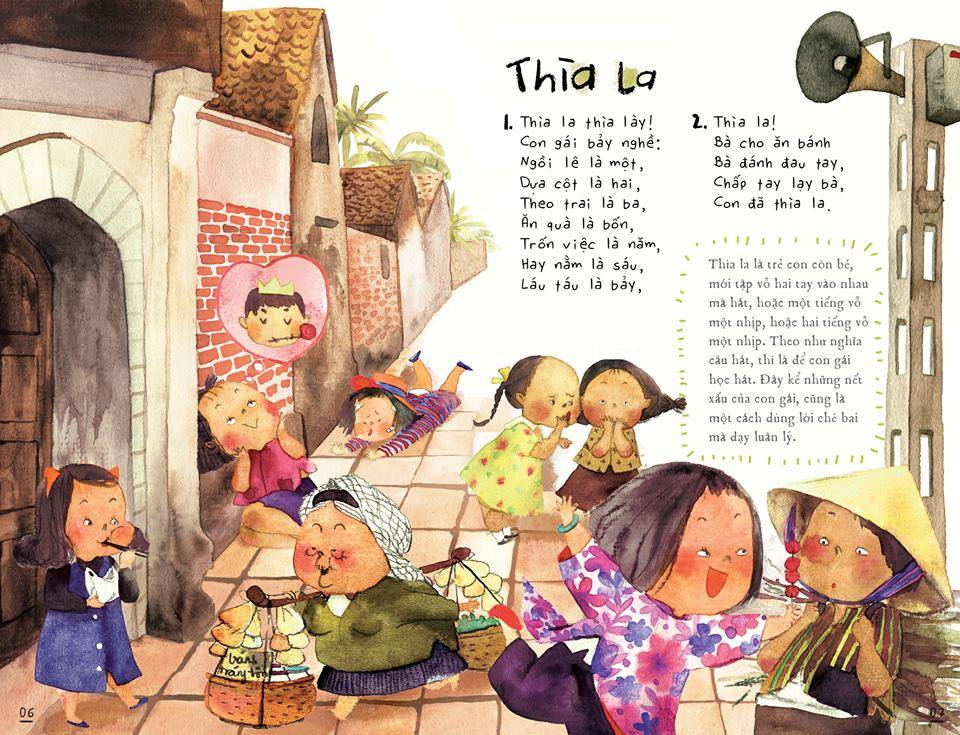 Thìa la
1. Thìa la thìa lảy!
Con gái bảy nghề:
Ngồi lê là một,
Dựa cột là hai,
Theo trai là ba,
Ăn quà là bốn,
Trốn việc là năm,
Hay nằm là sáu,
Láu táu là bảy,
2. Thìa la!
Bà cho ăn bánh
Bà đánh đau tay,
Chắp tay lạy bà,
Con đã thìa la.
Thìa la là trẻ con còn bé,
mới tập vỗ hai tay vào nhau
mà hát, hoặc một tiếng vỗ
một nhịp, hoặc hai tiếng vỗ
một nhịp. Theo như nghĩa
câu hát, thì là để con gái
học hát. Đây kể những nết
xấu của con gái, cũng là
một cách dùng lời chê bai
mà dạy luân lý.
06
07